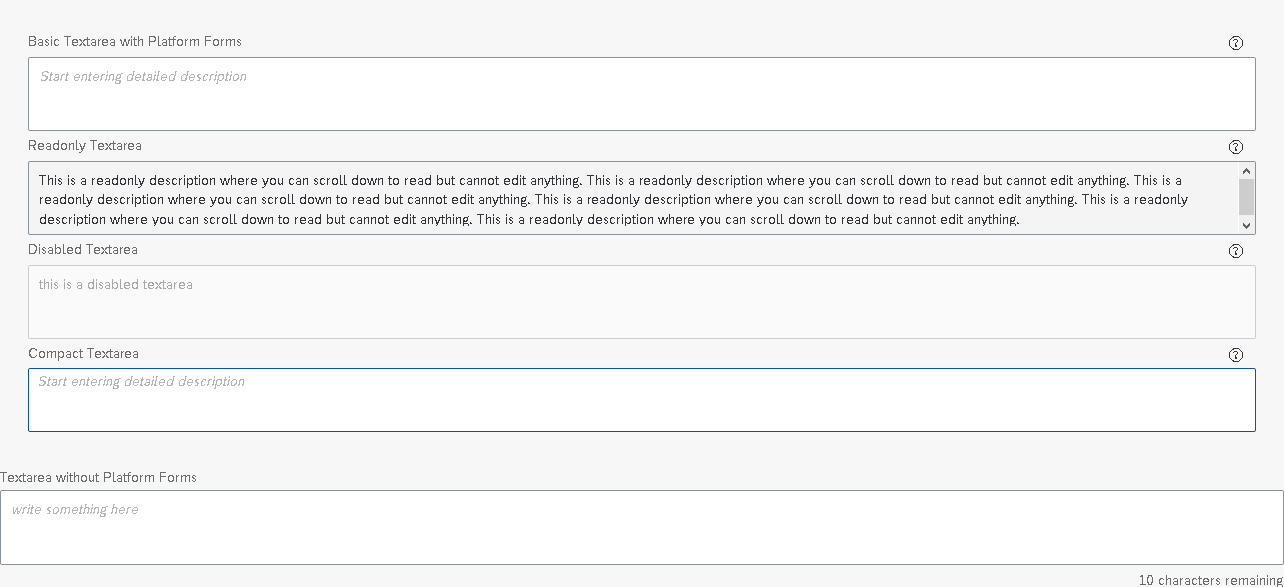 Basic Textarea with Platform Forms
Start entering detailed description
Readonly Textarea
This is a readonly description where you can scroll down to read but cannot edit anything. This is a readonly description where you can scroll down to read but cannot edit anything. This is a
readonly description where you can scroll down to read but cannot edit anything. This is a readonly description where you can scroll down to read but cannot edit anything. This is a readonly
description where you can scroll down to read but cannot edit anything. This is a readonly description where you can scroll down to read but cannot edit anything.
Disabled Textarea
this is a disabled textarea
Compact Textarea
Start entering detailed description
Textarea without Platform Forms
write something here
10 characters remaining